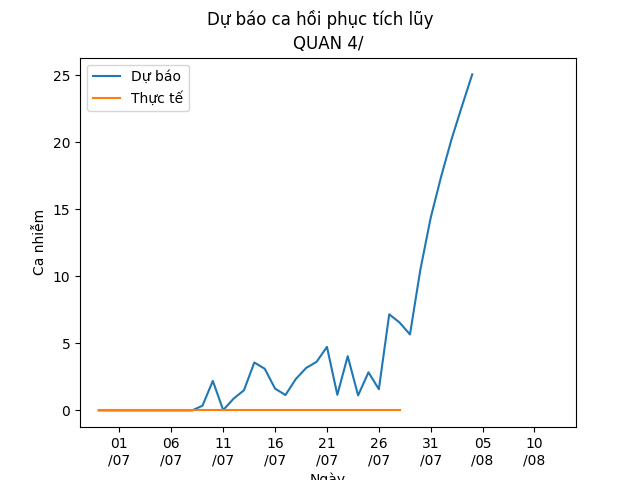 Dự báo ca hồi phục tích lũy
QUAN 4/
Dự báo
Thực tế
Ca nhiễm
25
20
15
10
5
0
01 06 11 16 21 26 31 05 10
/07 /07 /07 /07 /07 /07 /07 /08 /08
Ngày